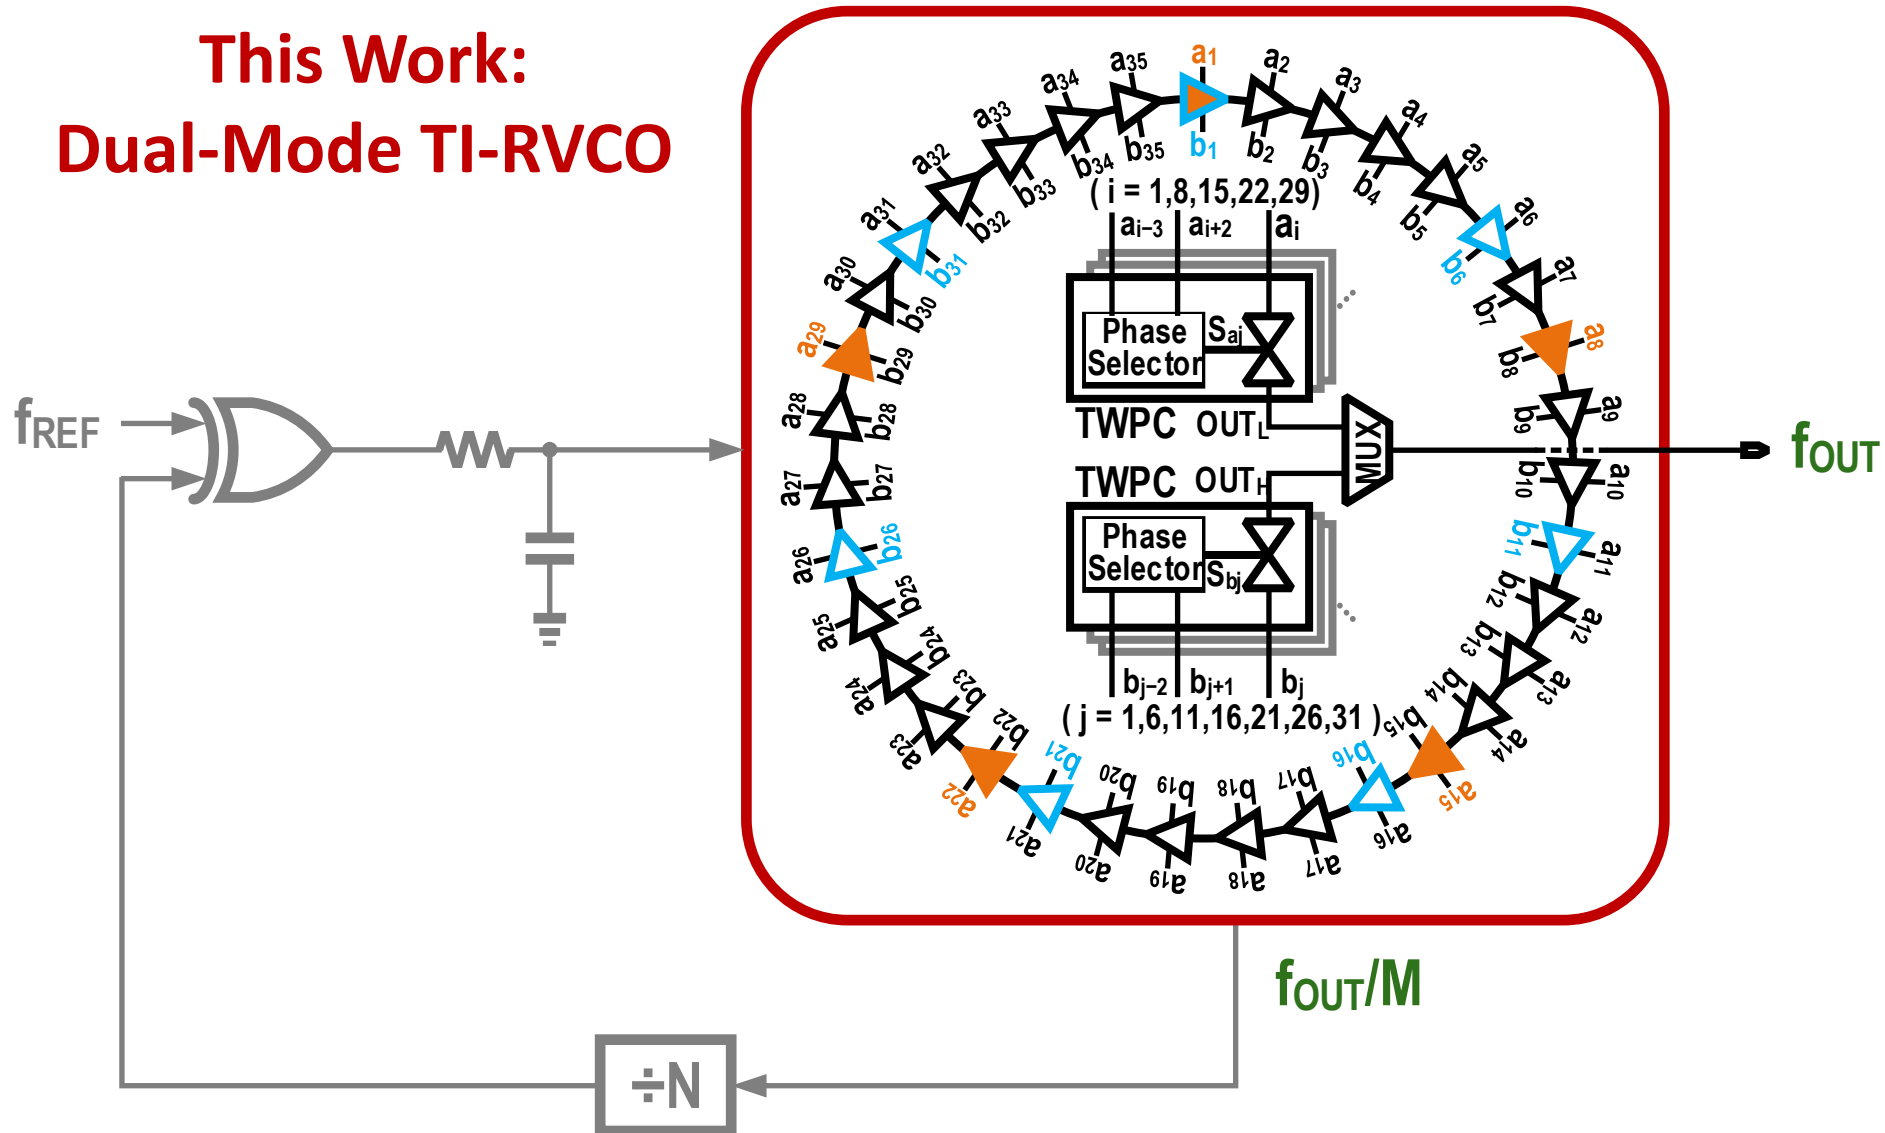 This Work:
Dual-Mode TI-RVCO
a1
a2
a3
a4
a5
a6
a7
a8
a9
a10
a11
a12
a13
a14
a15
a16
a17
a18
a19
a20
a21
a22
a23
a24
a25
a26
a27
a28
a29
a30
a31
a32
a33
a34
a35
b1
b2
b3
b4
b5
b6
b7
b8
b9
b10
b11
b12
b13
b14
b15
b16
b17
b18
b19
b20
b21
b22
b23
b24
b25
b26
b27
b28
b29
b30
b31
b32
b33
b34
b35
( i = 1,8,15,22,29)
ai−3 ai+2 ai
Phase
Selector
Saj
TWPC OUTL
MUX
TWPC OUTH
Phase
Selector
Sbj
bj−2 bj+1 bj
( j = 1,6,11,16,21,26,31 )
fREF
fOUT
fOUT/M
÷N